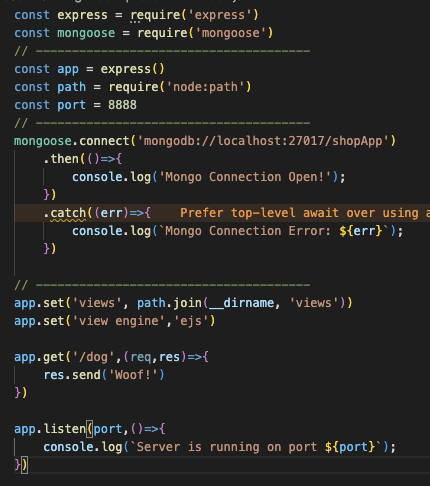 const express = require('express')
const mongoose = require('mongoose')
// -----------------------------------
const app = express()
const path = require('node:path')
const port = 8888
// -----------------------------------
mongoose.connect('mongodb://localhost:27017/shopApp')
    .then(()=>{
        console.log('Mongo Connection Open!');
    })
    .catch((err)=>{    Prefer top-level await over using
        console.log(`Mongo Connection Error: ${err}`);
    })
// -----------------------------------
app.set('views', path.join(__dirname, 'views'))
app.set('view engine','ejs')
app.get('/dog',(req,res)=>{
    res.send('Woof!')
})
app.listen(port,()=>{
    console.log(`Server is running on port ${port}`);
})